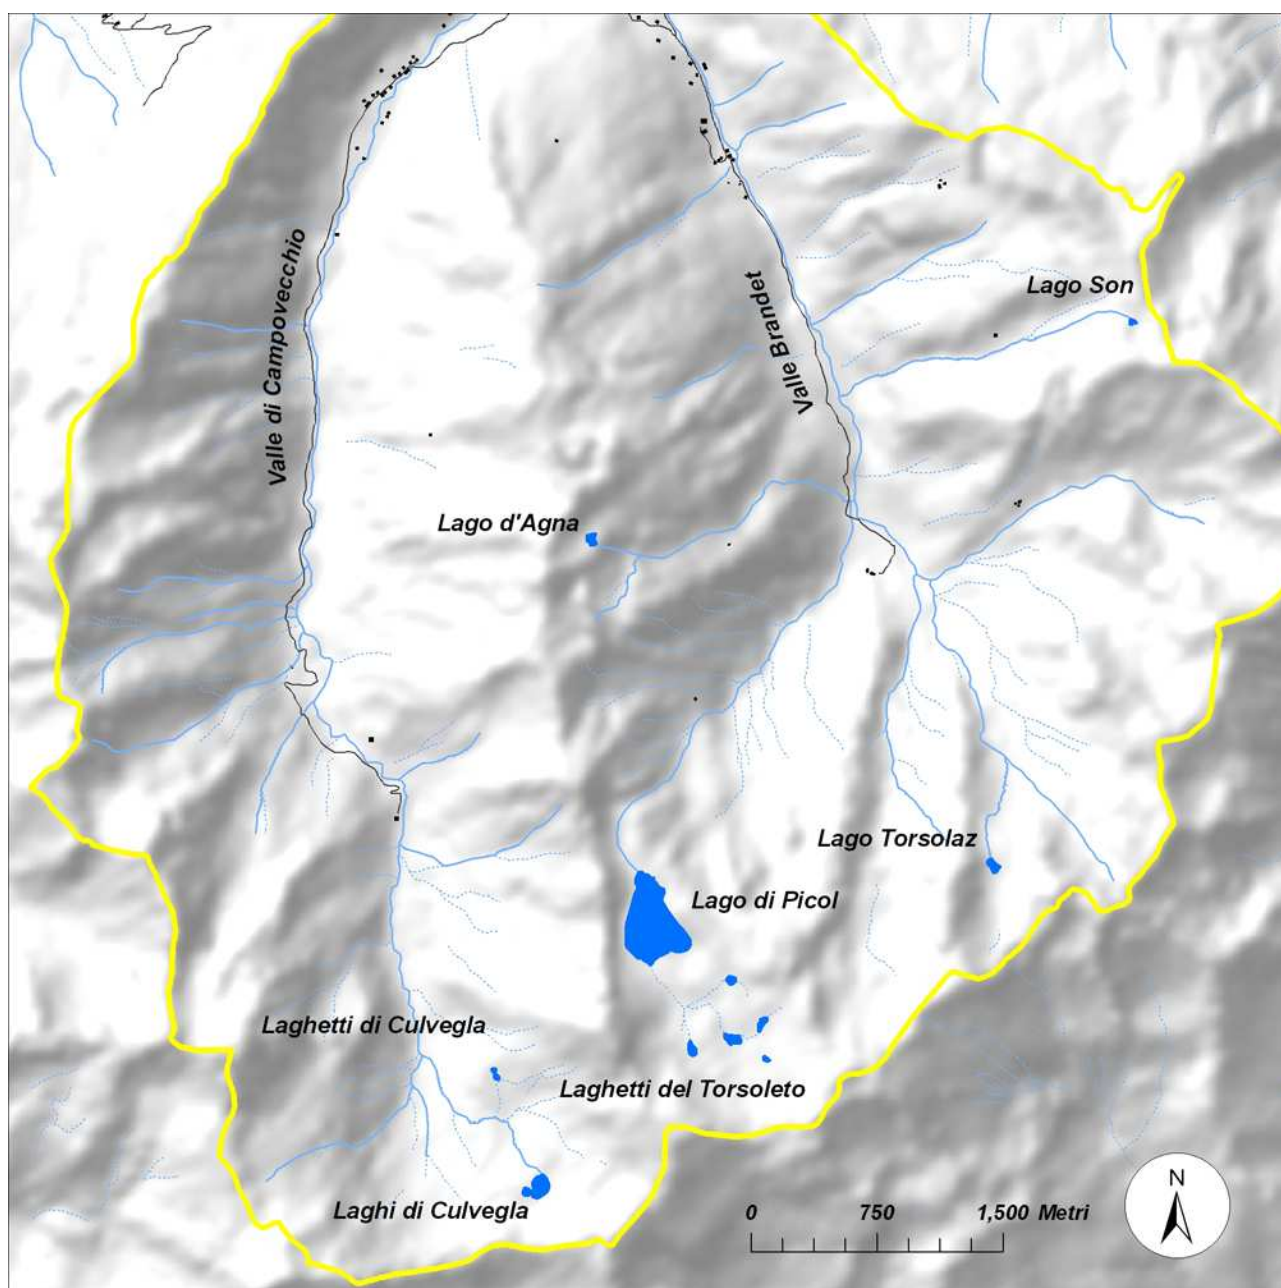 Valle di Campovecchio
Valle Brandet
Lago Son
Lago d'Agna
Lago Torsolaz
Lago di Picol
Laghetti di Culvegla
Laghetti del Torsoleto
Laghi di Culvegla
0 750 1,500 Metri
N